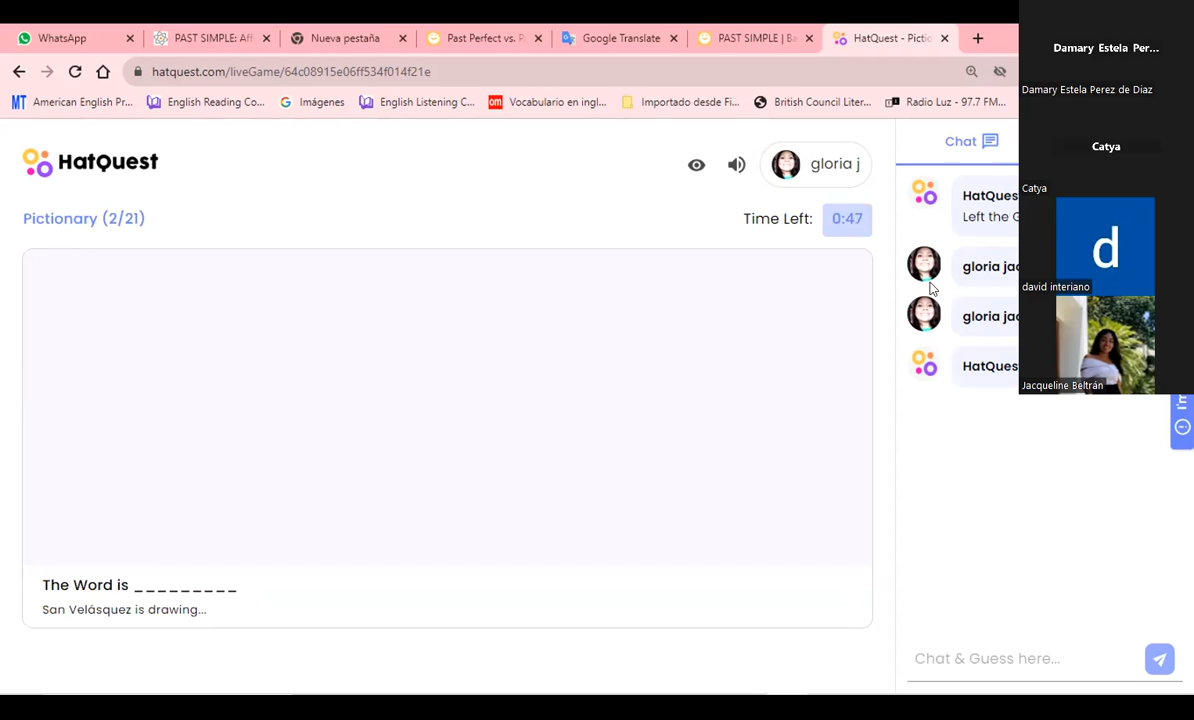 WhatsApp
PAST SIMPLE: Aff
Nueva pestaña
Past Perfect vs. P
Google Translate
PAST SIMPLE | Ba
HatQuest - Pictio
hatquest.com/liveGame/64c08915e06ff534f014f21e
MT American English Pr...
English Reading Co...
G Imágenes
English Listening C...
om Vocabulario en ingl...
Importado desde Fi...
British Council Liter...
Radio Luz - 97.7 FM...
HatQuest
gloria j
Pictionary (2/21)
Time Left: 0:47
The Word is _ _ _ _ _ _ _ _ _
San Velásquez is drawing...
Chat
HatQues
Left the G
gloria jac
gloria jac
HatQues
Chat & Guess here...
I'm
Damary Estela Per...
Damary Estela Perez de Diaz
Catya
Catya
d
david interiano
Jacqueline Beltrán